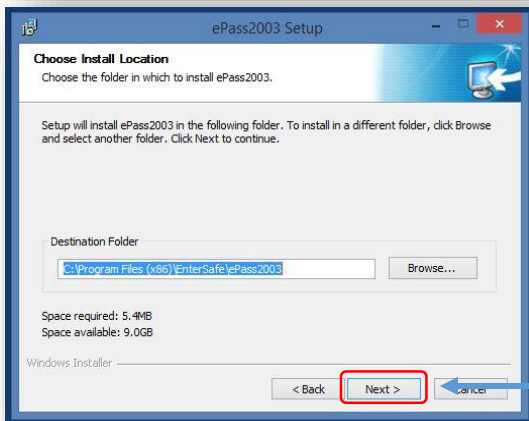 ePass2003 Setup
Choose Install Location
Choose the folder in which to install ePass2003.
Setup will install ePass2003 in the following folder. To install in a different folder, click Browse
and select another folder. Click Next to continue.
Destination Folder
C:\Program Files (x86)\EnterSafe\ePass2003
Browse...
Space required: 5.4MB
Space available: 9.0GB
Windows Installer
< Back
Next >
Cancel